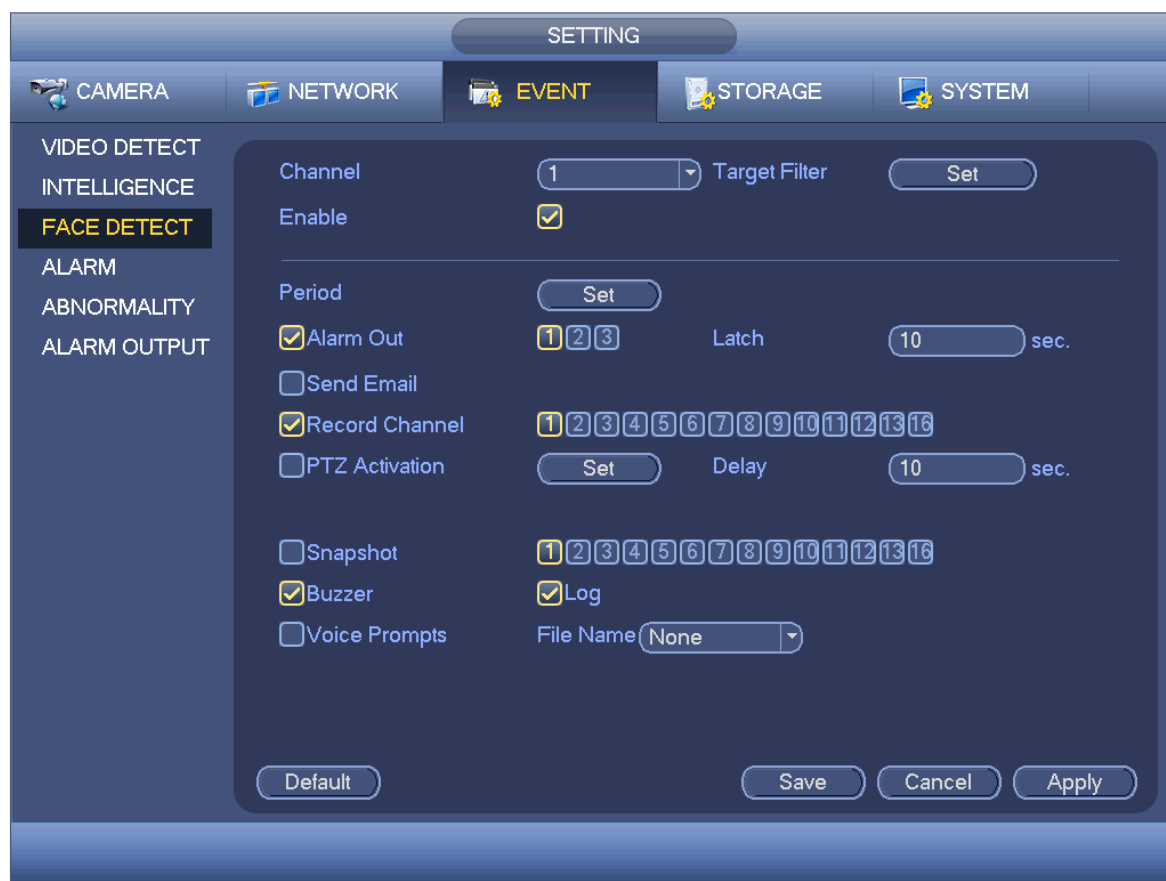 SETTING
CAMERA NETWORK EVENT STORAGE SYSTEM
VIDEO DETECT
INTELLIGENCE
FACE DETECT
ALARM
ABNORMALITY
ALARM OUTPUT
Channel 1 Target Filter Set
Enable
Period Set
Alarm Out 1 2 3 Latch 10 sec.
Send Email
Record Channel 1 2 3 4 5 6 7 8 9 10 11 12 13 16
PTZ Activation Set Delay 10 sec.
Snapshot 1 2 3 4 5 6 7 8 9 10 11 12 13 16
Buzzer Log
Voice Prompts File Name None
Default Save Cancel Apply